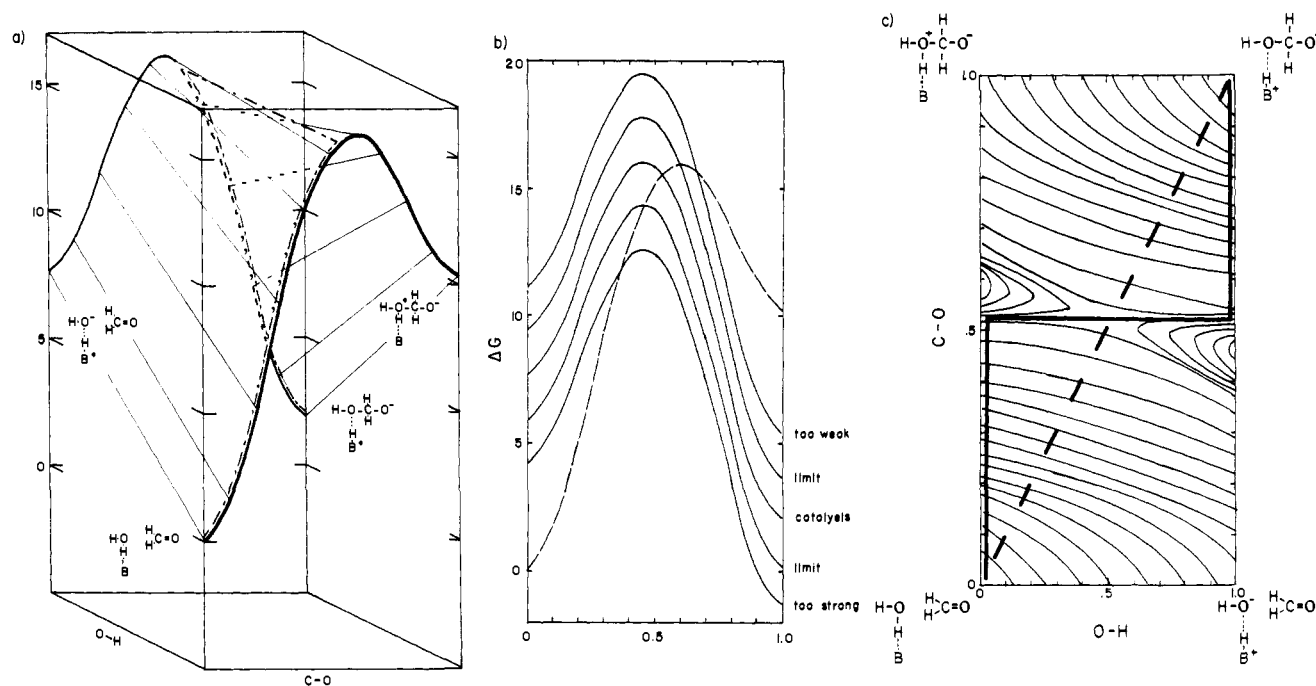 a)
15
10
5
0
H·O⁻ H C=O
H
H
B⁺
HO H C=O
H H
B
H-O⁺-C-O⁻
H
H
H
B
H-O-C-O⁻
H
H
H
B⁺
O-H
C-O
b)
20
15
10
5
0
ΔG
too weak
limit
catalysis
limit
too strong
0
0.5
1.0
c)
H
H-O⁺-C-O⁻
H H
B
H
H-O-C-O⁻
H H
B⁺
1.0
.5
0
C-O
0
.5
1.0
O-H
H-O H C=O
H H
B
H-O⁻ H C=O
H H
B⁺